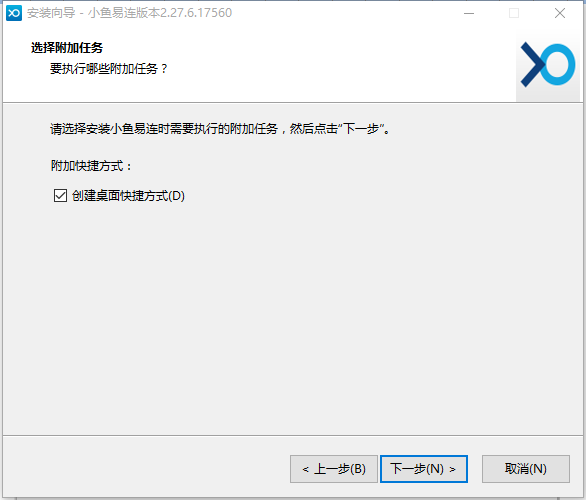 安装向导 - 小鱼易连版本2.27.6.17560
选择附加任务
要执行哪些附加任务？
请选择安装小鱼易连时需要执行的附加任务，然后点击“下一步”。
附加快捷方式：
创建桌面快捷方式(D)
< 上一步(B) 下一步(N) > 取消(N)